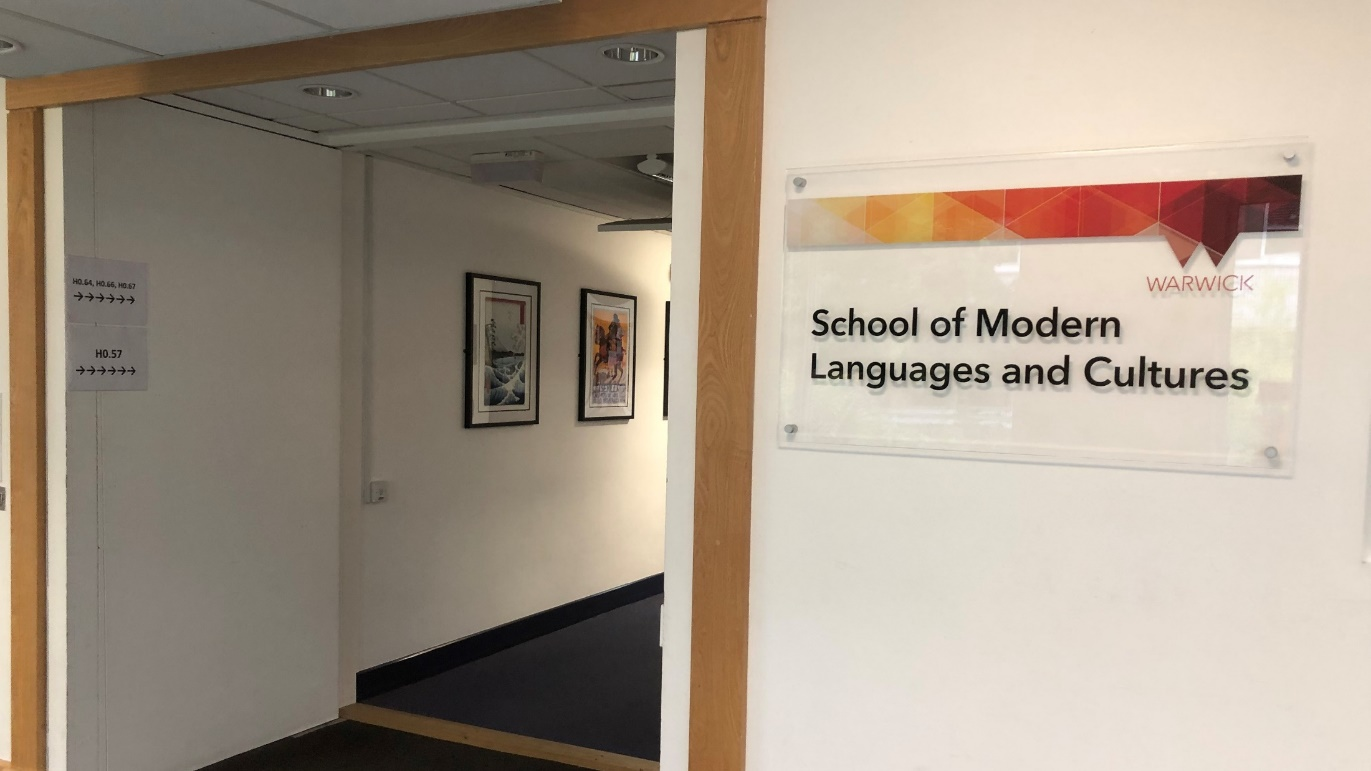 H0.64, H0.66, H0.67
→→→→→→
H0.57
→→→→→→
WARWICK
School of Modern
Languages and Cultures